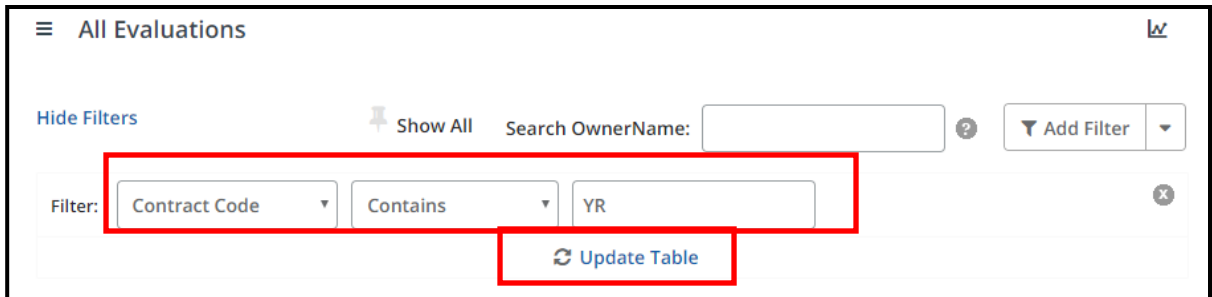 All Evaluations
Hide Filters Show All Search OwnerName: Add Filter
Filter: Contract Code Contains YR
Update Table